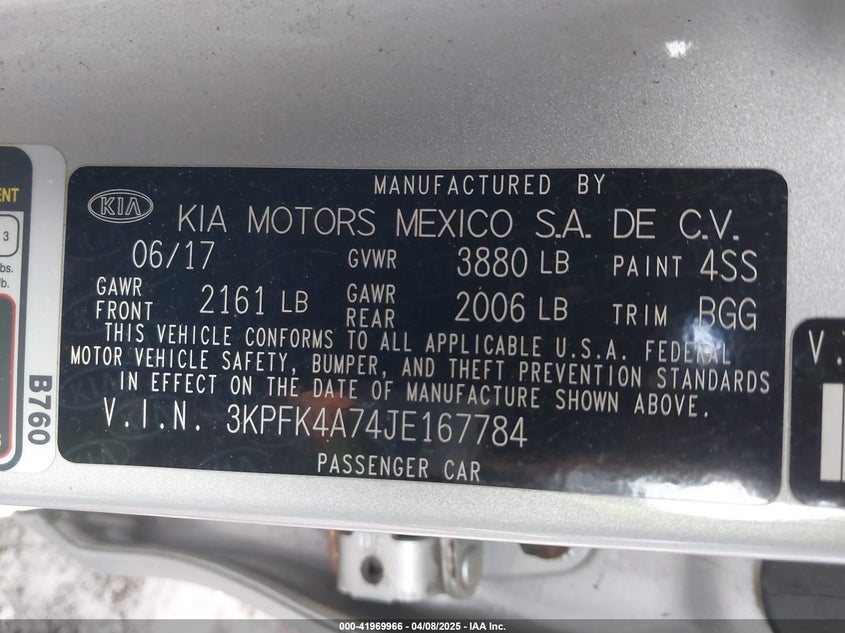 MANUFACTURED BY
KIA KIA MOTORS MEXICO S.A. DE C.V.
06/17 GVWR 3880 LB PAINT 4SS
GAWR FRONT 2161 LB GAWR REAR 2006 LB TRIM BGG
THIS VEHICLE CONFORMS TO ALL APPLICABLE U.S.A. FEDERAL
MOTOR VEHICLE SAFETY, BUMPER, AND THEFT PREVENTION STANDARDS
IN EFFECT ON THE DATE OF MANUFACTURE SHOWN ABOVE.
V.I.N. 3KPFK4A74JE167784
PASSENGER CAR
B760
3
V.
000-41969966 - 04/08/2025 - IAA Inc.